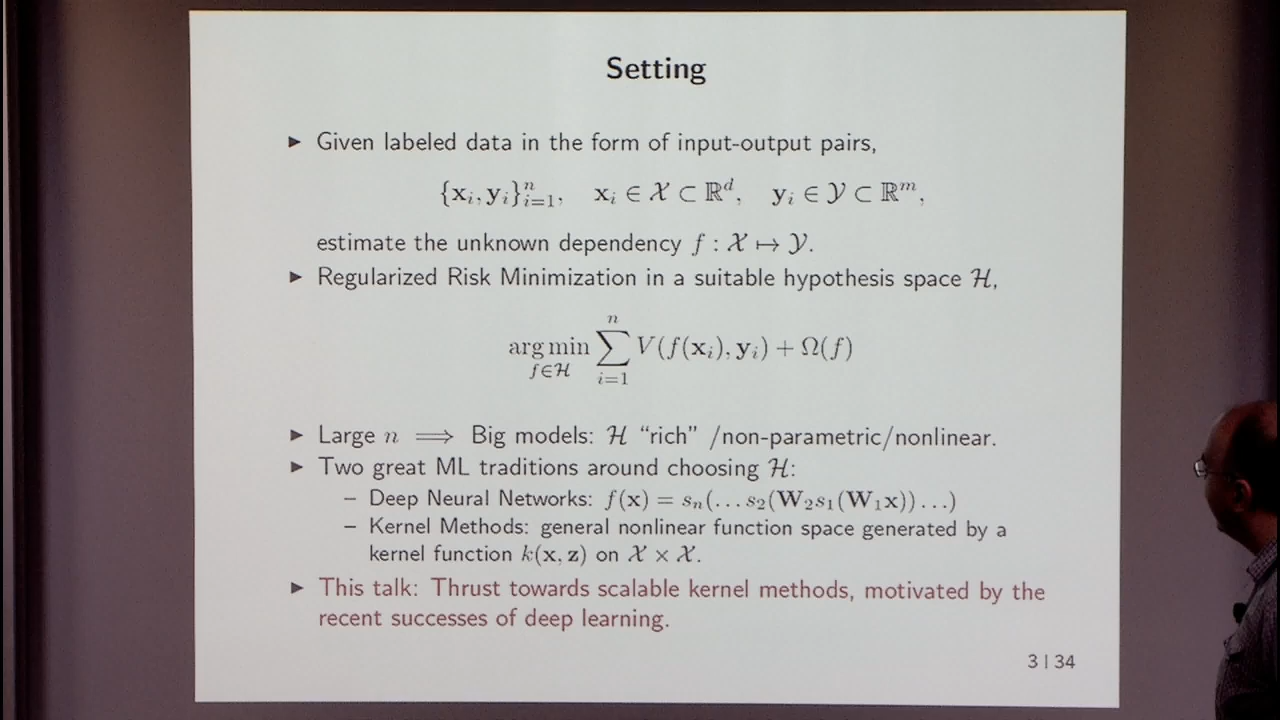 Setting
► Given labeled data in the form of input-output pairs,
{x_i, y_i}_{i=1}^n, x_i ∈ 𝒳 ⊂ ℝ^d, y_i ∈ 𝒴 ⊂ ℝ^m,
estimate the unknown dependency f : 𝒳 ↦ 𝒴.
► Regularized Risk Minimization in a suitable hypothesis space ℋ,
arg min_{f∈ℋ} ∑_{i=1}^n V(f(x_i), y_i) + Ω(f)
► Large n ⟹ Big models: ℋ “rich” /non-parametric/nonlinear.
► Two great ML traditions around choosing ℋ:
– Deep Neural Networks: f(x) = s_n(. . . s_2(W_2s_1(W_1x)) . . .)
– Kernel Methods: general nonlinear function space generated by a
kernel function k(x, z) on 𝒳 × 𝒳.
► This talk: Thrust towards scalable kernel methods, motivated by the
recent successes of deep learning.
3 | 34